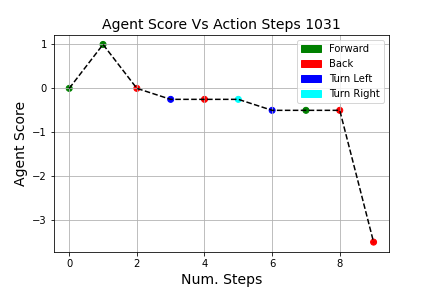 Agent Score Vs Action Steps 1031
Agent Score
1
0
−1
−2
−3
Forward
Back
Turn Left
Turn Right
0 2 4 6 8
Num. Steps